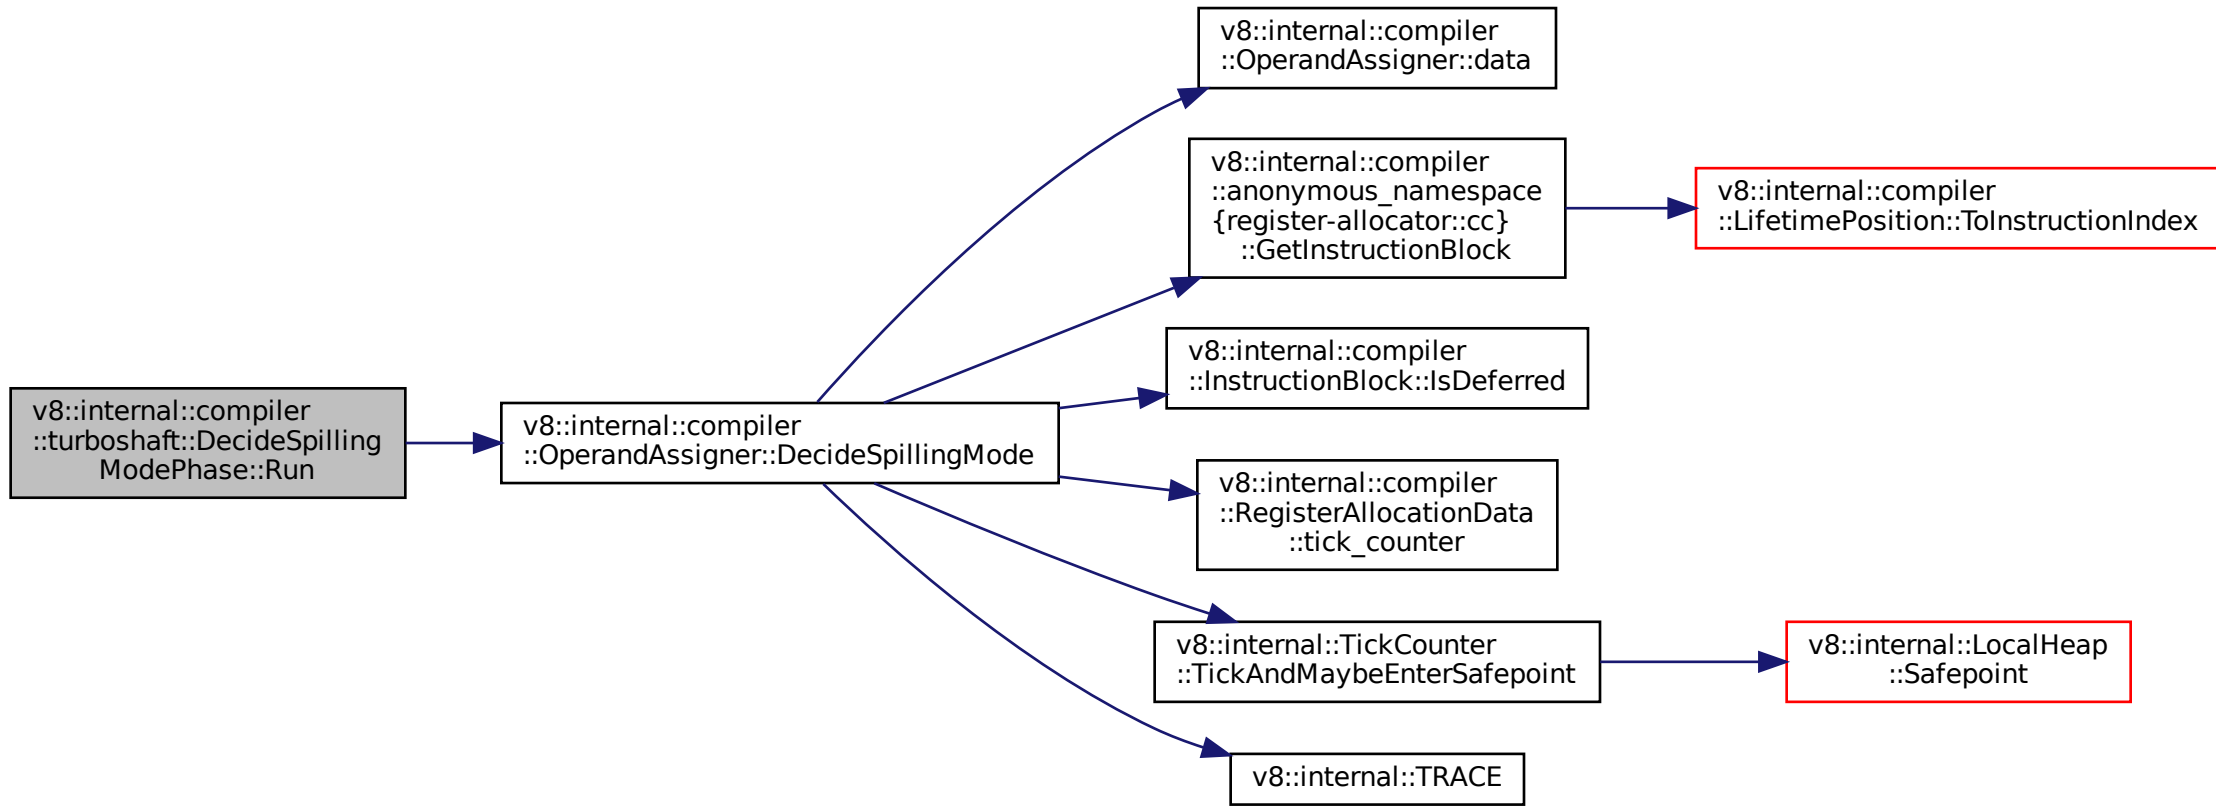 v8::internal::compiler
::turboshaft::DecideSpilling
ModePhase::Run
v8::internal::compiler
::OperandAssigner::DecideSpillingMode
v8::internal::compiler
::OperandAssigner::data
v8::internal::compiler
::anonymous_namespace
{register-allocator::cc}
::GetInstructionBlock
v8::internal::compiler
::LifetimePosition::ToInstructionIndex
v8::internal::compiler
::InstructionBlock::IsDeferred
v8::internal::compiler
::RegisterAllocationData
::tick_counter
v8::internal::TickCounter
::TickAndMaybeEnterSafepoint
v8::internal::LocalHeap
::Safepoint
v8::internal::TRACE